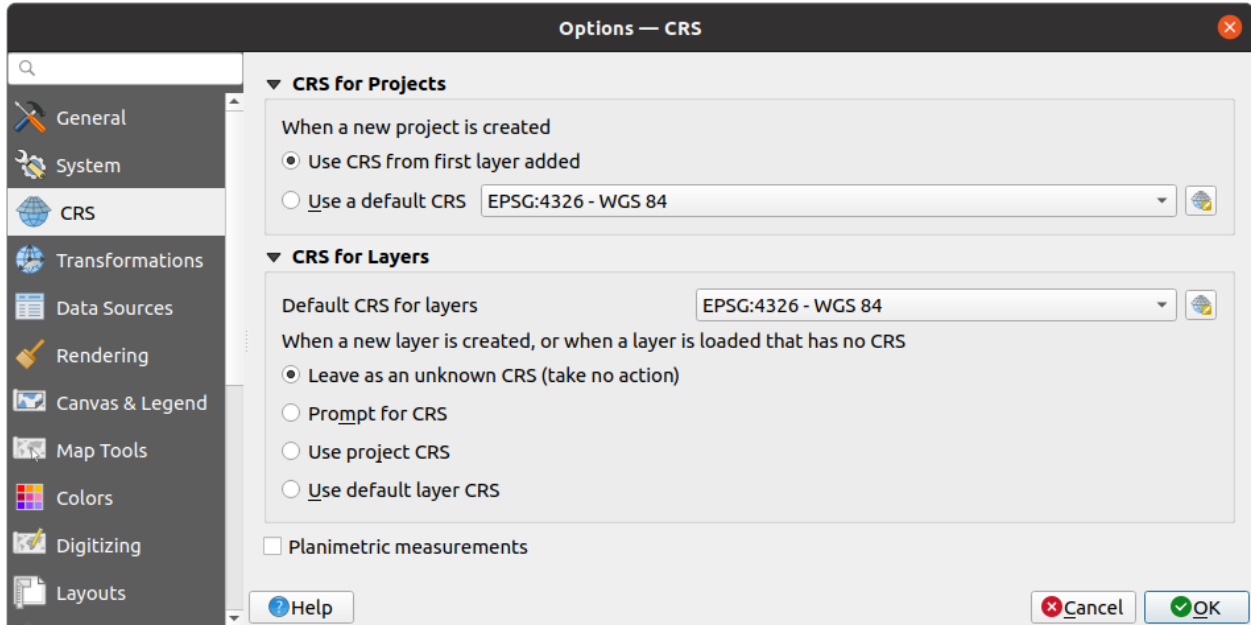 Options — CRS
General
System
CRS
Transformations
Data Sources
Rendering
Canvas & Legend
Map Tools
Colors
Digitizing
Layouts
CRS for Projects
When a new project is created
Use CRS from first layer added
Use a default CRS EPSG:4326 - WGS 84
CRS for Layers
Default CRS for layers EPSG:4326 - WGS 84
When a new layer is created, or when a layer is loaded that has no CRS
Leave as an unknown CRS (take no action)
Prompt for CRS
Use project CRS
Use default layer CRS
Planimetric measurements
Help Cancel OK